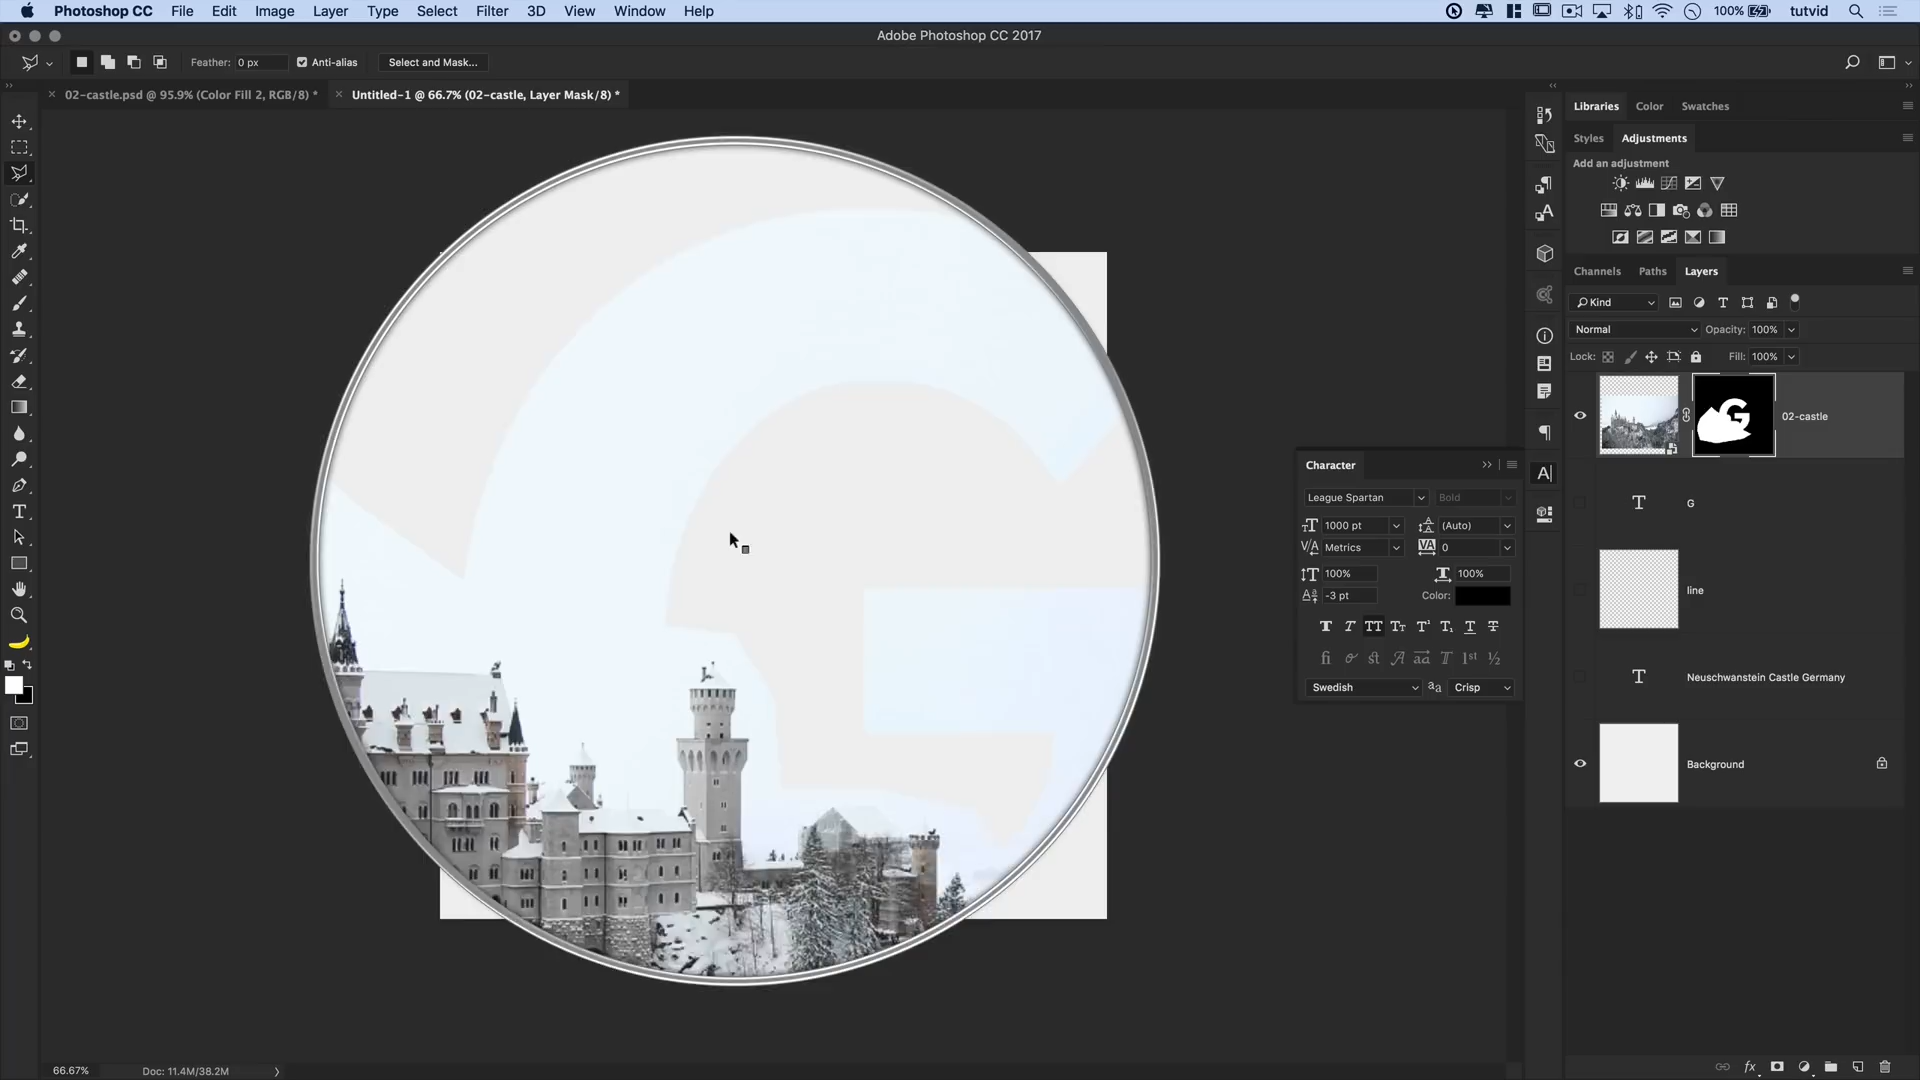 Photoshop CC File Edit Image Layer Type Select Filter 3D View Window Help 100% tutvid
Adobe Photoshop CC 2017
Feather: 0 px Anti-alias Select and Mask...
02-castle.psd @ 95.9% (Color Fill 2, RGB/8) * Untitled-1 @ 66.7% (02-castle, Layer Mask/8) *
Libraries Color Swatches
Styles Adjustments
Add an adjustment
Channels Paths Layers
Kind
Normal Opacity: 100%
Lock: Fill: 100%
02-castle
G
line
Neuschwanstein Castle Germany
Background
Character
League Spartan Bold
1000 pt (Auto)
Metrics 0
100% 100%
-3 pt Color:
Swedish Crisp
66.67% Doc: 11.4M/38.2M